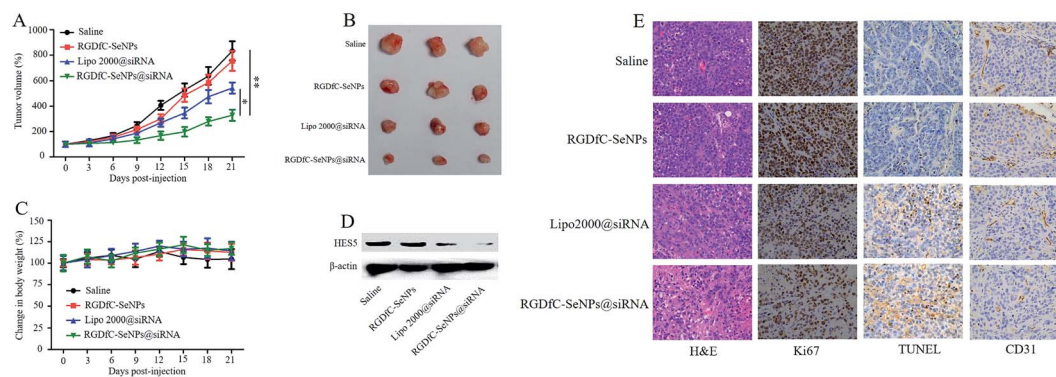 A
Tumor volume (%)
1000
800
600
400
200
0
Saline
RGDfC-SeNPs
Lipo 2000@siRNA
RGDfC-SeNPs@siRNA
*
**
0 3 6 9 12 15 18 21
Days post-injection
B
Saline
RGDfC-SeNPs
Lipo 2000@siRNA
RGDfC-SeNPs@siRNA
C
Change in body weight (%)
150
125
100
75
50
25
0
Saline
RGDfC-SeNPs
Lipo 2000@siRNA
RGDfC-SeNPs@siRNA
0 3 6 9 12 15 18 21
Days post-injection
D
HES5
β-actin
Saline
RGDfC-SeNPs
Lipo 2000@siRNA
RGDfC-SeNPs@siRNA
E
Saline
RGDfC-SeNPs
Lipo2000@siRNA
RGDfC-SeNPs@siRNA
H&E Ki67 TUNEL CD31